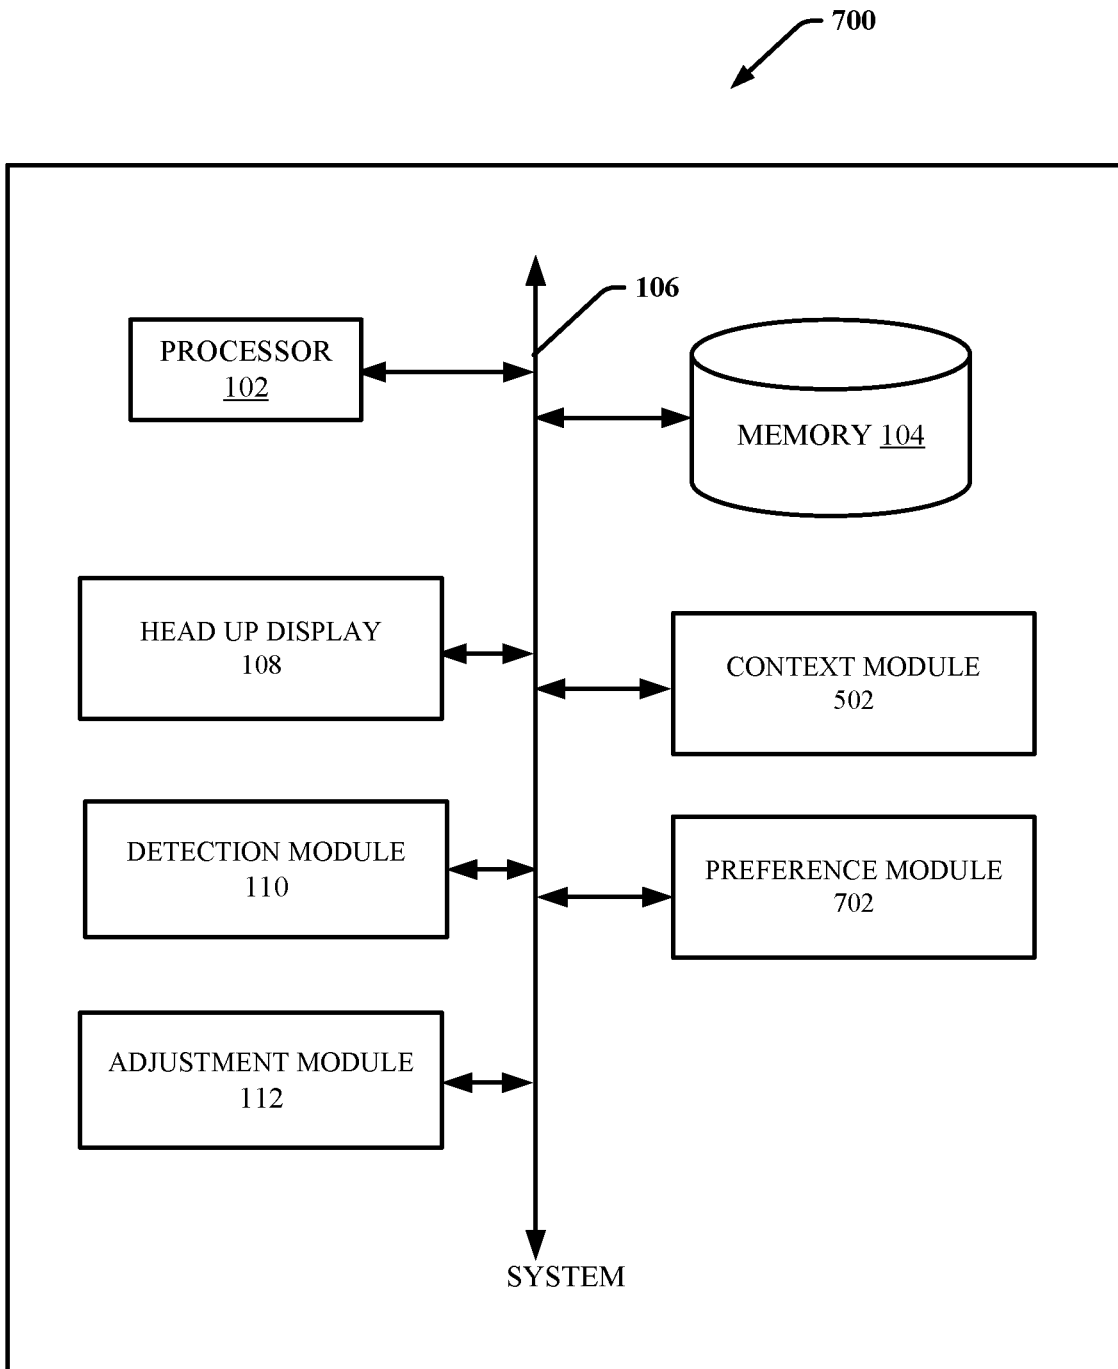 700
106
PROCESSOR
102
MEMORY 104
HEAD UP DISPLAY
108
CONTEXT MODULE
502
DETECTION MODULE
110
PREFERENCE MODULE
702
ADJUSTMENT MODULE
112
SYSTEM